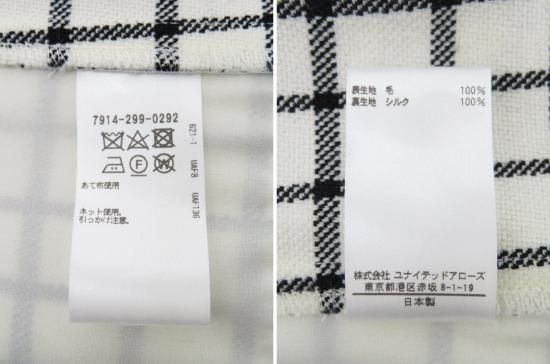 7914-299-0292
621-1 UAFB UAF136
あて布使用
ネット使用。
引っかけ注意。
表生地 毛 100%
裏生地 シルク 100%
株式会社 ユナイテッドアローズ
東京都港区赤坂8-1-19
日本製